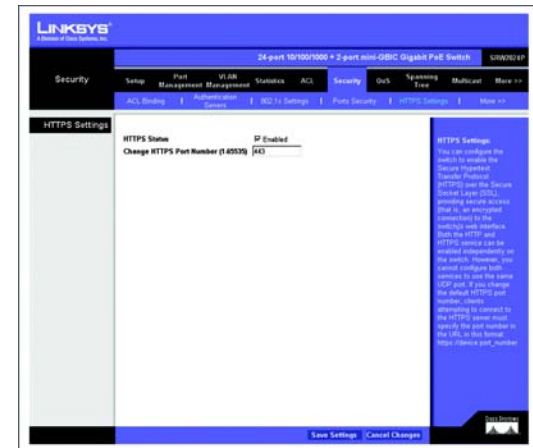 LINKSYS®
A Division of Cisco Systems, Inc.
24-port 10/100/1000 + 2-port mini-GBIC Gigabit PoE Switch
SRW2024P
Security
Setup
Port Management
VLAN Management
Statistics
ACL
Security
QoS
Spanning Tree
Multicast
More >>
ACL Binding
Authentication Servers
802.1x Settings
Ports Security
HTTPS Settings
More >>
HTTPS Settings
HTTPS Status
Enabled
Change HTTPS Port Number (1-65535)
443
HTTPS Settings:
You can configure the
switch to enable the
Secure Hypertext
Transfer Protocol
(HTTPS) over the Secure
Socket Layer (SSL),
providing secure access
(that is, an encrypted
connection) to the
switch's web interface.
Both the HTTP and
HTTPS service can be
enabled independently on
the switch. However, you
cannot configure both
services to use the same
UDP port. If you change
the default HTTPS port
number, clients
attempting to connect to
the HTTPS server must
specify the port number in
the URL, in this format:
https://device:port_number
Save Settings
Cancel Changes
Cisco Systems